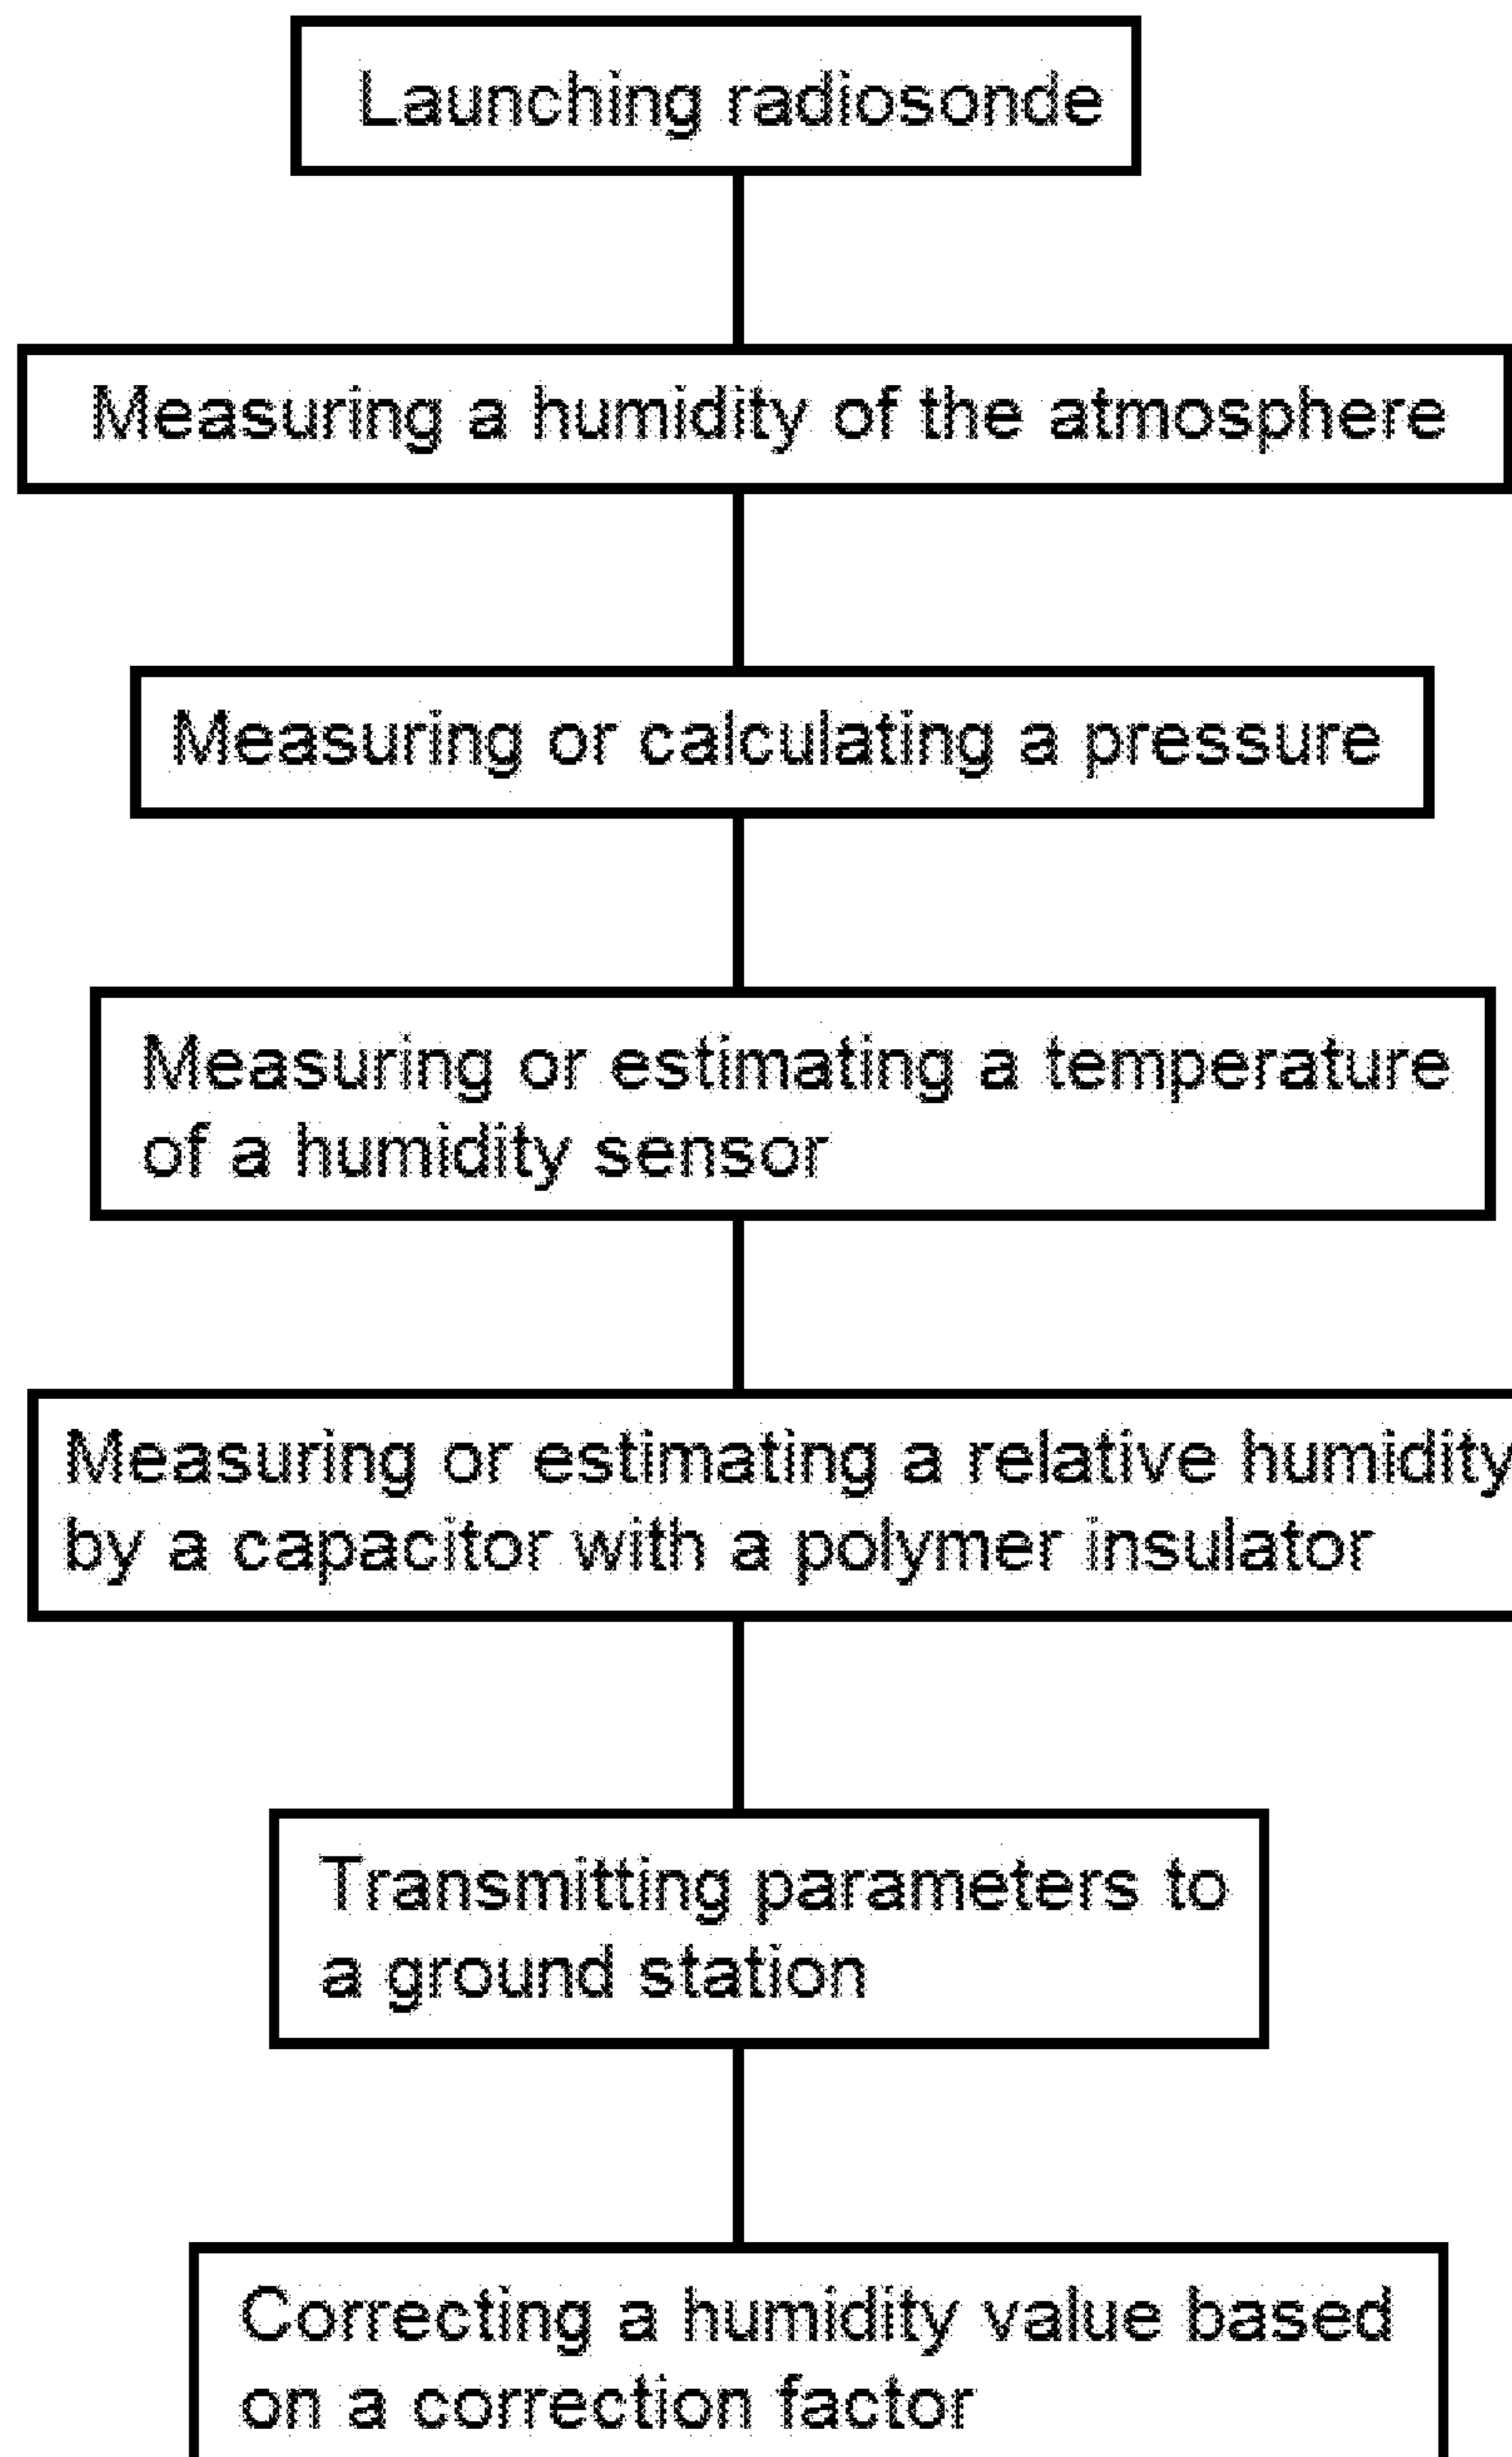 Launching radiosonde
Measuring a humidity of the atmosphere
Measuring or calculating a pressure
Measuring or estimating a temperature
of a humidity sensor
Measuring or estimating a relative humidity
by a capacitor with a polymer insulator
Transmitting parameters to
a ground station
Correcting a humidity value based
on a correction factor